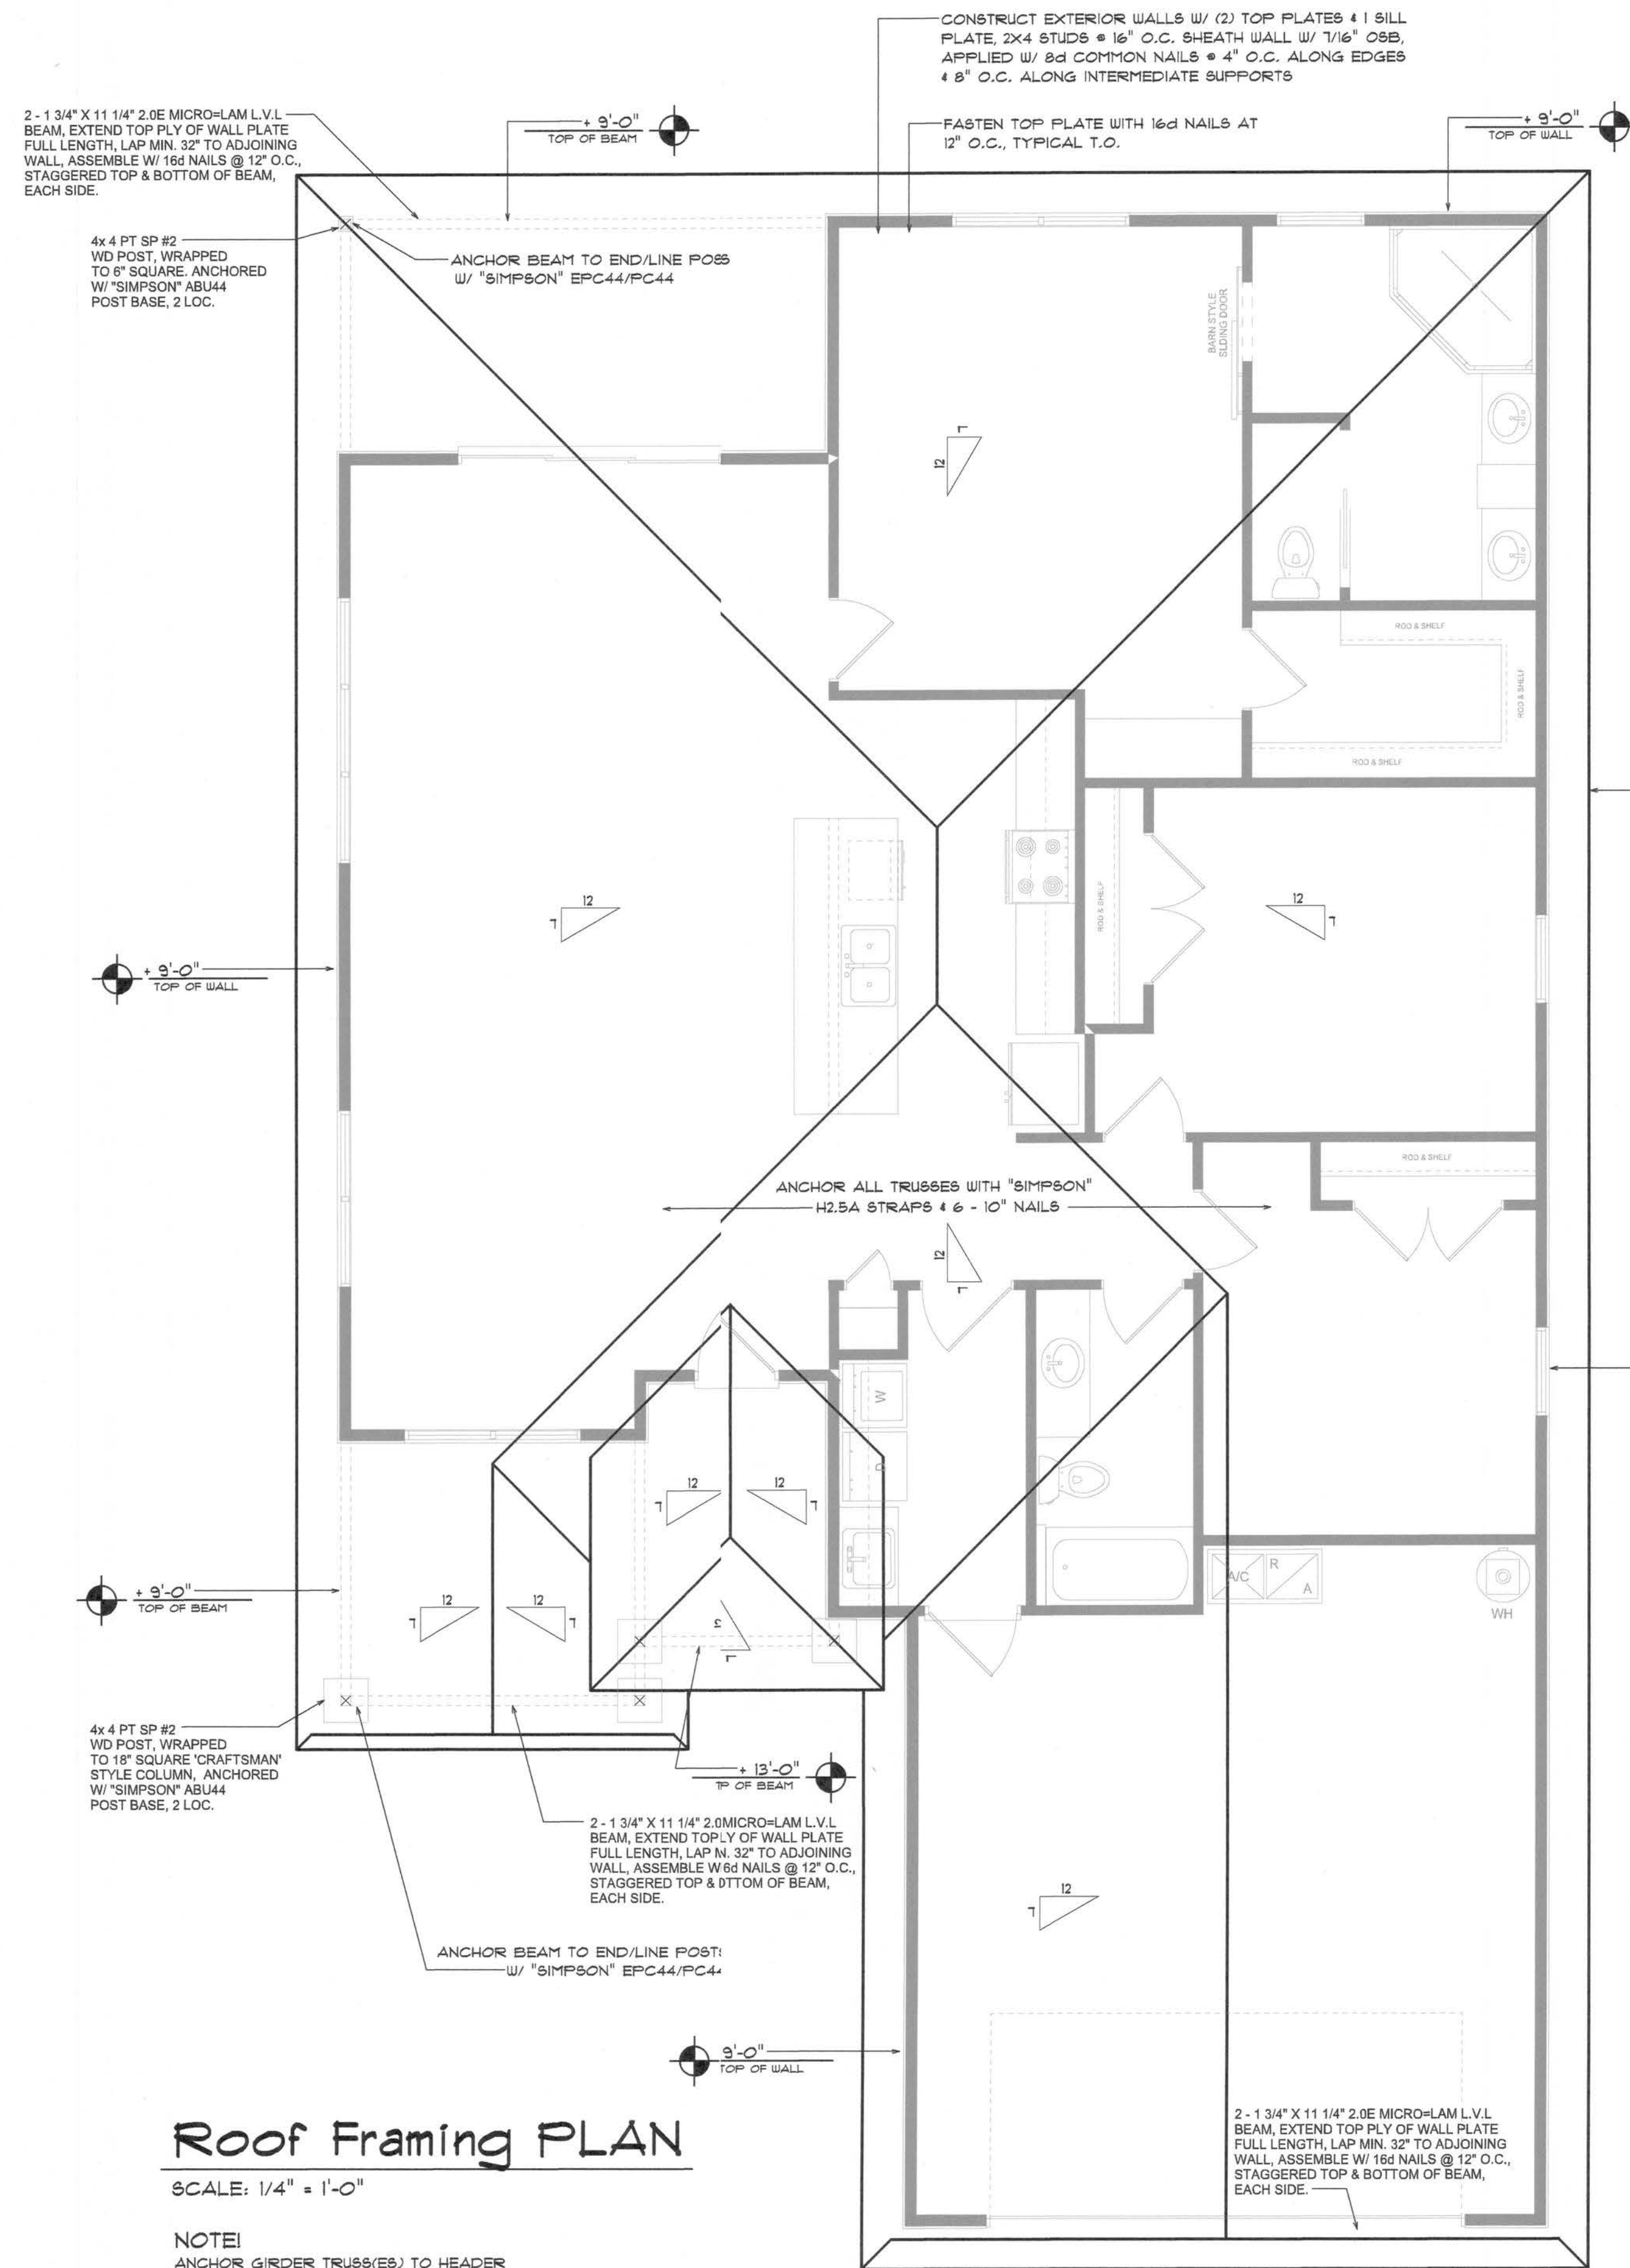 CONSTRUCT EXTERIOR WALLS W/ (2) TOP PLATES & 1 SILL
PLATE, 2X4 STUDS @ 16" O.C. SHEATH WALL W/ 7/16" OSB,
APPLIED W/ 8d COMMON NAILS @ 4" O.C. ALONG EDGES
& 8" O.C. ALONG INTERMEDIATE SUPPORTS
FASTEN TOP PLATE WITH 16d NAILS AT
12" O.C., TYPICAL T.O.
2 - 1 3/4" X 11 1/4" 2.0E MICRO=LAM L.V.L
BEAM, EXTEND TOP PLY OF WALL PLATE
FULL LENGTH, LAP MIN. 32" TO ADJOINING
WALL, ASSEMBLE W/ 16d NAILS @ 12" O.C.,
STAGGERED TOP & BOTTOM OF BEAM,
EACH SIDE.
+ 9'-0"
TOP OF BEAM
+ 9'-0"
TOP OF WALL
4x 4 PT SP #2
WD POST, WRAPPED
TO 6" SQUARE. ANCHORED
W/ "SIMPSON" ABU44
POST BASE, 2 LOC.
ANCHOR BEAM TO END/LINE POSS
W/ "SIMPSON" EPC44/PC44
BARN STYLE
SLDING DOOR
7
12
ROD & SHELF
ROD & SHELF
ROD & SHELF
ROD & SHELF
12
7
12
7
+ 9'-0"
TOP OF WALL
ROD & SHELF
ANCHOR ALL TRUSSES WITH "SIMPSON"
H2.5A STRAPS & 6 - 10" NAILS
12
7
W
D
12
7
12
7
A/C
R
A
WH
+ 9'-0"
TOP OF BEAM
12
7
12
7
7
4x 4 PT SP #2
WD POST, WRAPPED
TO 18" SQUARE 'CRAFTSMAN'
STYLE COLUMN, ANCHORED
W/ "SIMPSON" ABU44
POST BASE, 2 LOC.
+ 13'-0"
TP OF BEAM
2 - 1 3/4" X 11 1/4" 2.0MICRO=LAM L.V.L
BEAM, EXTEND TOPLY OF WALL PLATE
FULL LENGTH, LAP N. 32" TO ADJOINING
WALL, ASSEMBLE W6d NAILS @ 12" O.C.,
STAGGERED TOP & DTTOM OF BEAM,
EACH SIDE.
12
7
ANCHOR BEAM TO END/LINE POST
W/ "SIMPSON" EPC44/PC4
9'-0"
TOP OF WALL
2 - 1 3/4" X 11 1/4" 2.0E MICRO=LAM L.V.L
BEAM, EXTEND TOP PLY OF WALL PLATE
FULL LENGTH, LAP MIN. 32" TO ADJOINING
WALL, ASSEMBLE W/ 16d NAILS @ 12" O.C.,
STAGGERED TOP & BOTTOM OF BEAM,
EACH SIDE.
Roof Framing PLAN
SCALE: 1/4" = 1'-0"
NOTE!
ANCHOR GIRDER TRUSS(ES) TO HEADER